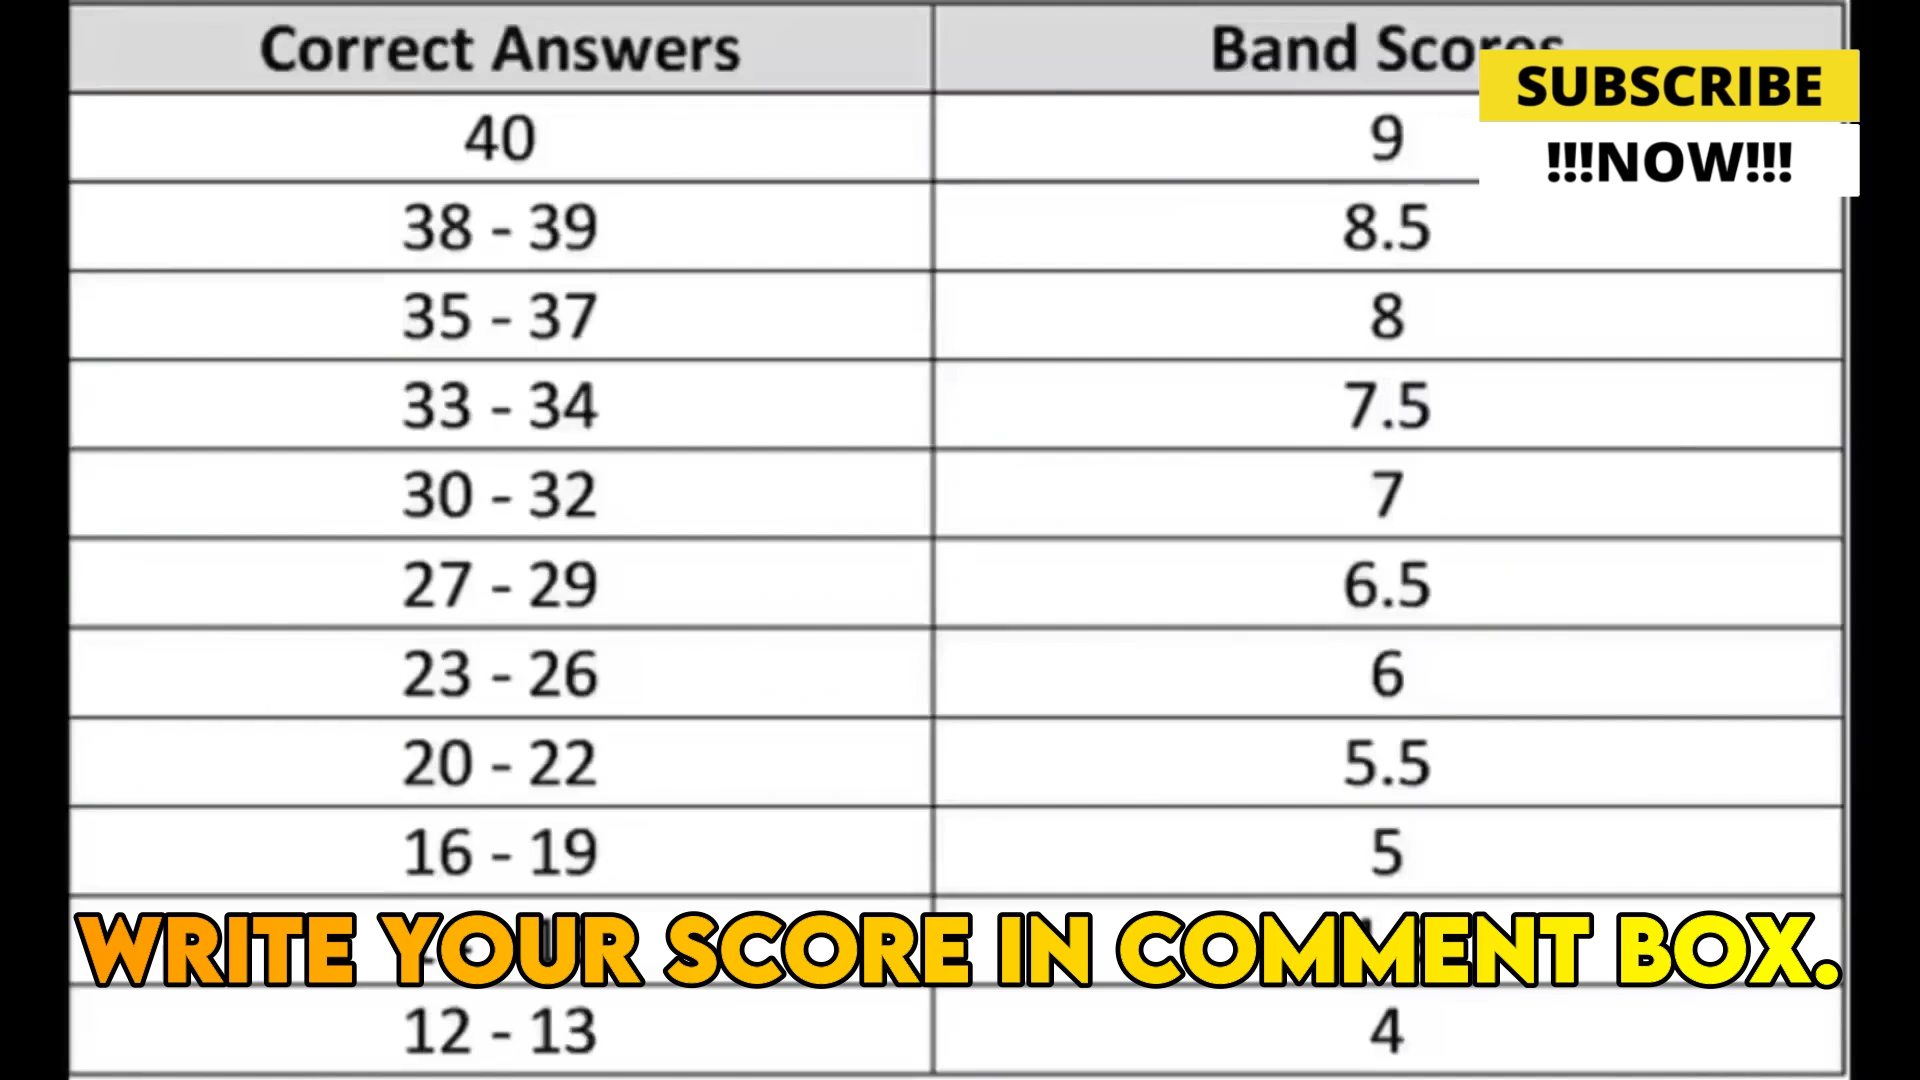 Correct Answers Band Scores
SUBSCRIBE
!!!NOW!!!
40 9
38 - 39 8.5
35 - 37 8
33 - 34 7.5
30 - 32 7
27 - 29 6.5
23 - 26 6
20 - 22 5.5
16 - 19 5
WRITE YOUR SCORE IN COMMENT BOX.
12 - 13 4